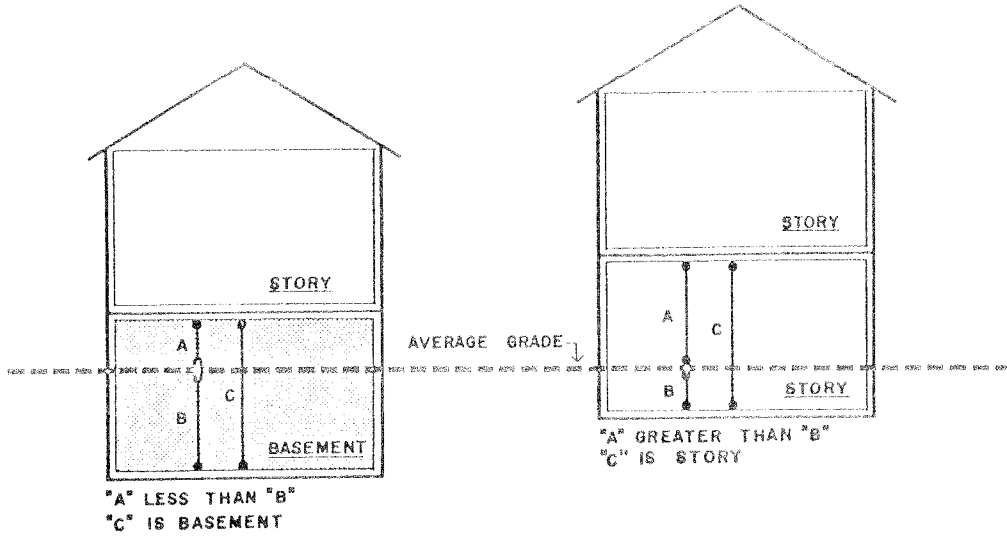 STORY
A
B
C
BASEMENT
"A" LESS THAN "B"
"C" IS BASEMENT
AVERAGE GRADE
STORY
A
C
B
STORY
"A" GREATER THAN "B"
"C" IS STORY